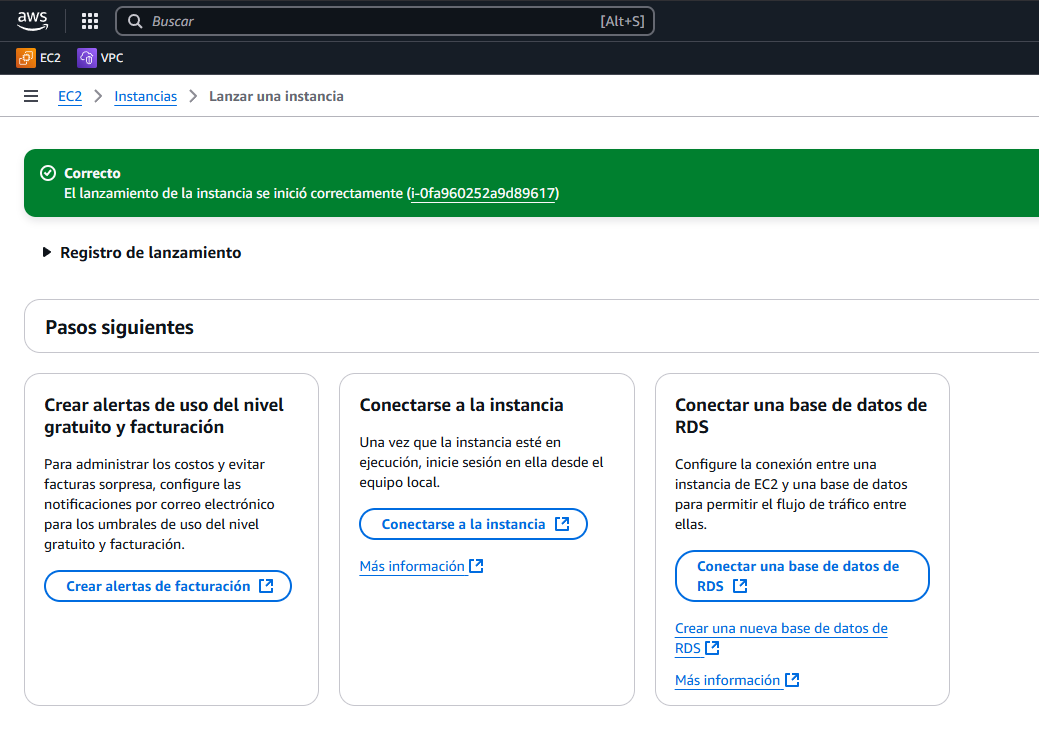 aws
Buscar [Alt+S]
EC2 VPC
EC2 Instancias Lanzar una instancia
Correcto
El lanzamiento de la instancia se inició correctamente (i-0fa960252a9d89617)
Registro de lanzamiento
Pasos siguientes
Crear alertas de uso del nivel
gratuito y facturación
Para administrar los costos y evitar
facturas sorpresa, configure las
notificaciones por correo electrónico
para los umbrales de uso del nivel
gratuito y facturación.
Crear alertas de facturación
Conectarse a la instancia
Una vez que la instancia esté en
ejecución, inicie sesión en ella desde el
equipo local.
Conectarse a la instancia
Más información
Conectar una base de datos de
RDS
Configure la conexión entre una
instancia de EC2 y una base de datos
para permitir el flujo de tráfico entre
ellas.
Conectar una base de datos de
RDS
Crear una nueva base de datos de
RDS
Más información